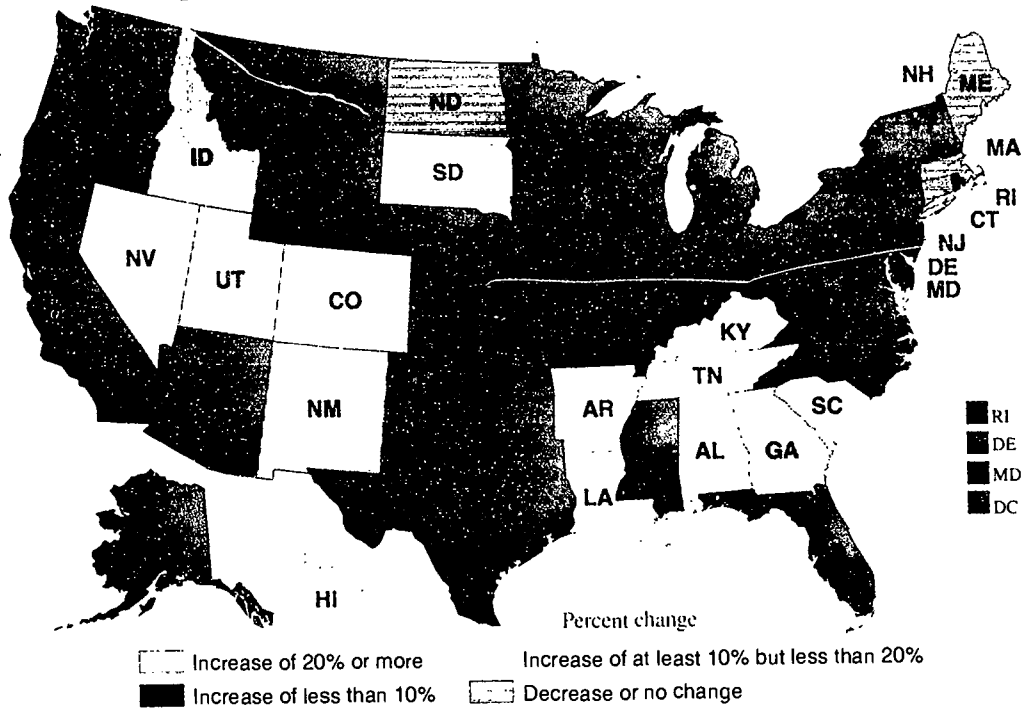 NH
ME
ND
ID
MA
SD
RI
CT
NV
NJ
UT
DE
CO
MD
KY
TN
NM
AR
SC
RI
AL
GA
DE
MD
LA
DC
HI
Percent change
Increase of 20% or more
Increase of at least 10% but less than 20%
Increase of less than 10%
Decrease or no change